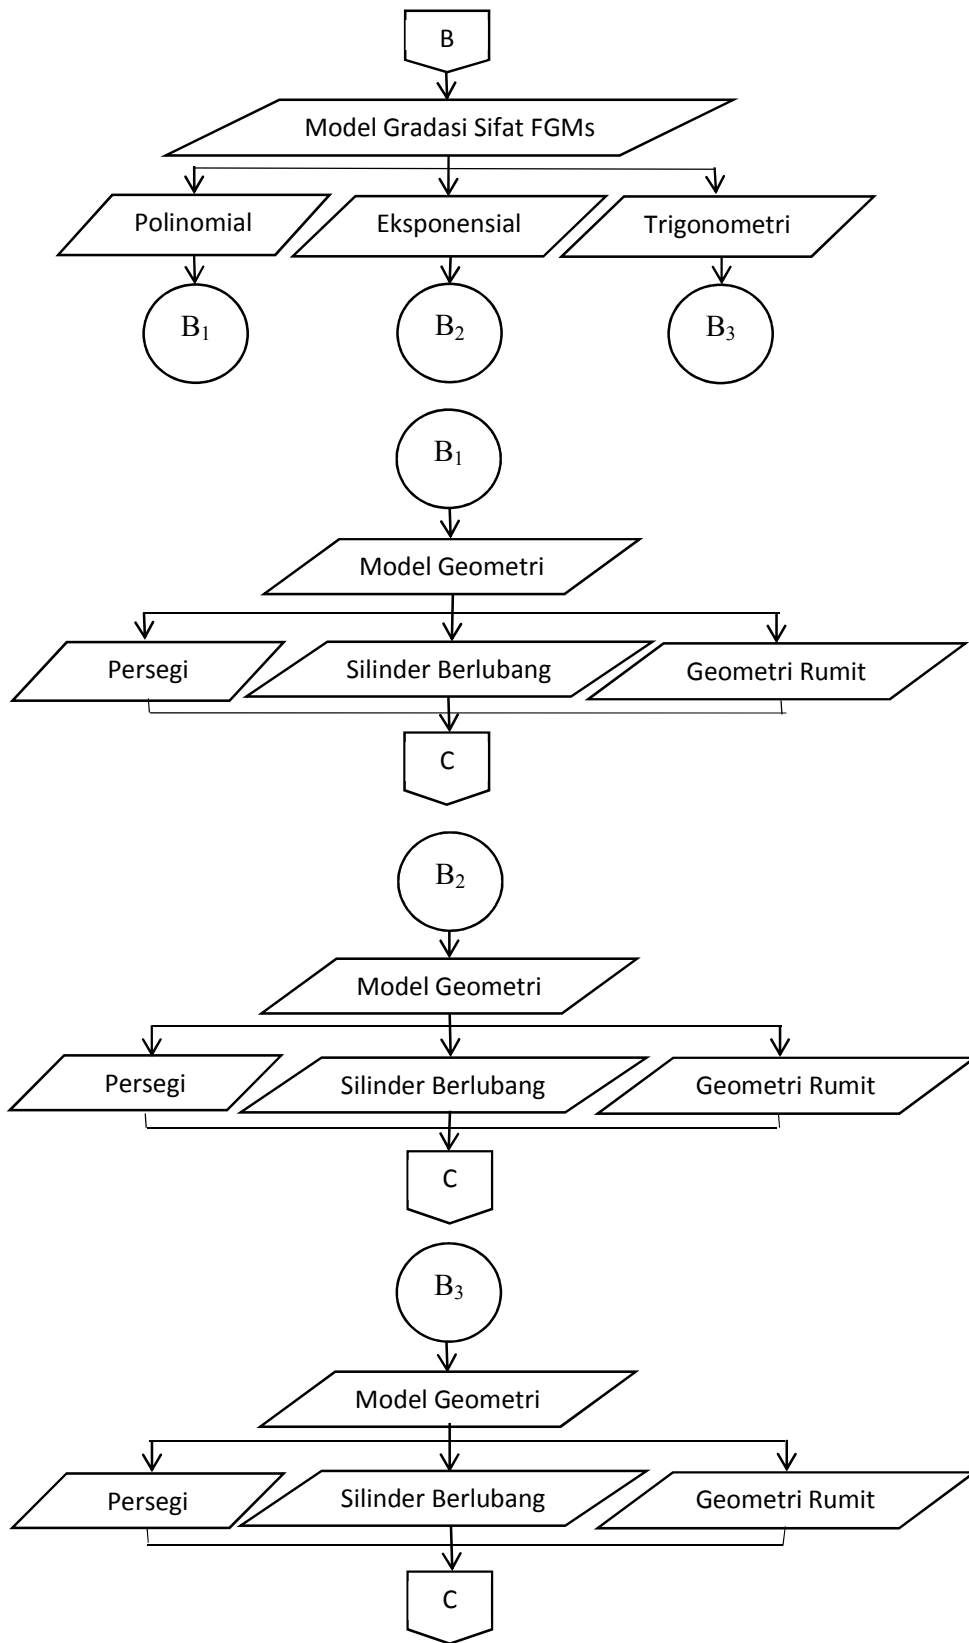 B
Model Gradasi Sifat FGMs
Polinomial Eksponensial Trigonometri
B₁ B₂ B₃
B₁
Model Geometri
Persegi Silinder Berlubang Geometri Rumit
C
B₂
Model Geometri
Persegi Silinder Berlubang Geometri Rumit
C
B₃
Model Geometri
Persegi Silinder Berlubang Geometri Rumit
C